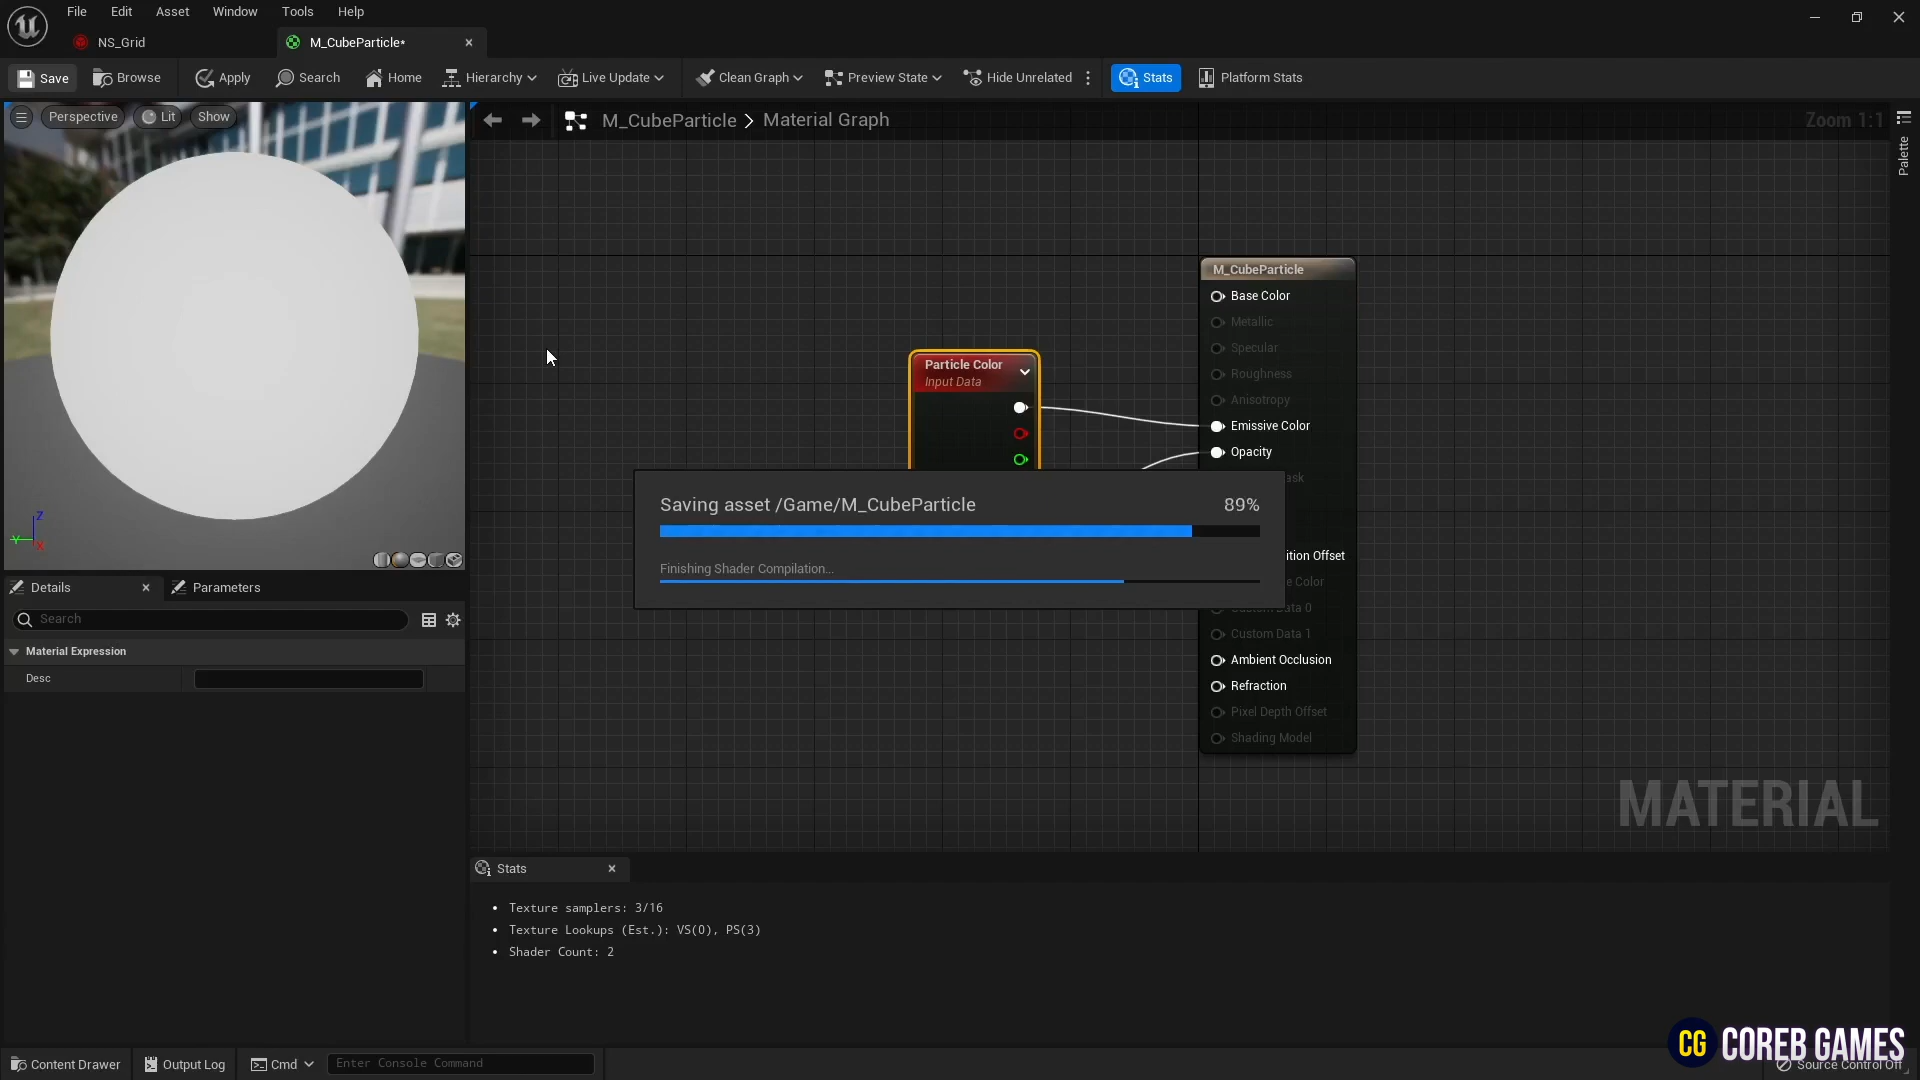 File Edit Asset Window Tools Help
NS_Grid
M_CubeParticle*
Save Browse Apply Search Home Hierarchy Live Update Clean Graph Preview State Hide Unrelated Stats Platform Stats
Perspective Lit Show
M_CubeParticle > Material Graph
Zoom 1:1
Palette
M_CubeParticle
Base Color
Metallic
Specular
Roughness
Anisotropy
Emissive Color
Opacity
ask
ition Offset
e Color
Custom Data 0
Custom Data 1
Ambient Occlusion
Refraction
Pixel Depth Offset
Shading Model
Particle Color
Input Data
Saving asset /Game/M_CubeParticle 89%
Finishing Shader Compilation...
Z
Y
X
Details Parameters
Search
Material Expression
Desc
MATERIAL
Stats
• Texture samplers: 3/16
• Texture Lookups (Est.): VS(0), PS(3)
• Shader Count: 2
CG COREB GAMES
Content Drawer Output Log Cmd Enter Console Command
Source Control Off